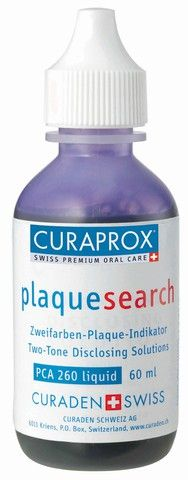 CURAPROX
SWISS PREMIUM ORAL CARE
plaquesearch
Zweifarben-Plaque-Indikator
Two-Tone Disclosing Solutions
PCA 260 liquid 60 ml
CURADEN SWISS
CURADEN SCHWEIZ AG
6011 Kriens, P.O. Box, Switzerland, www.curaden.ch